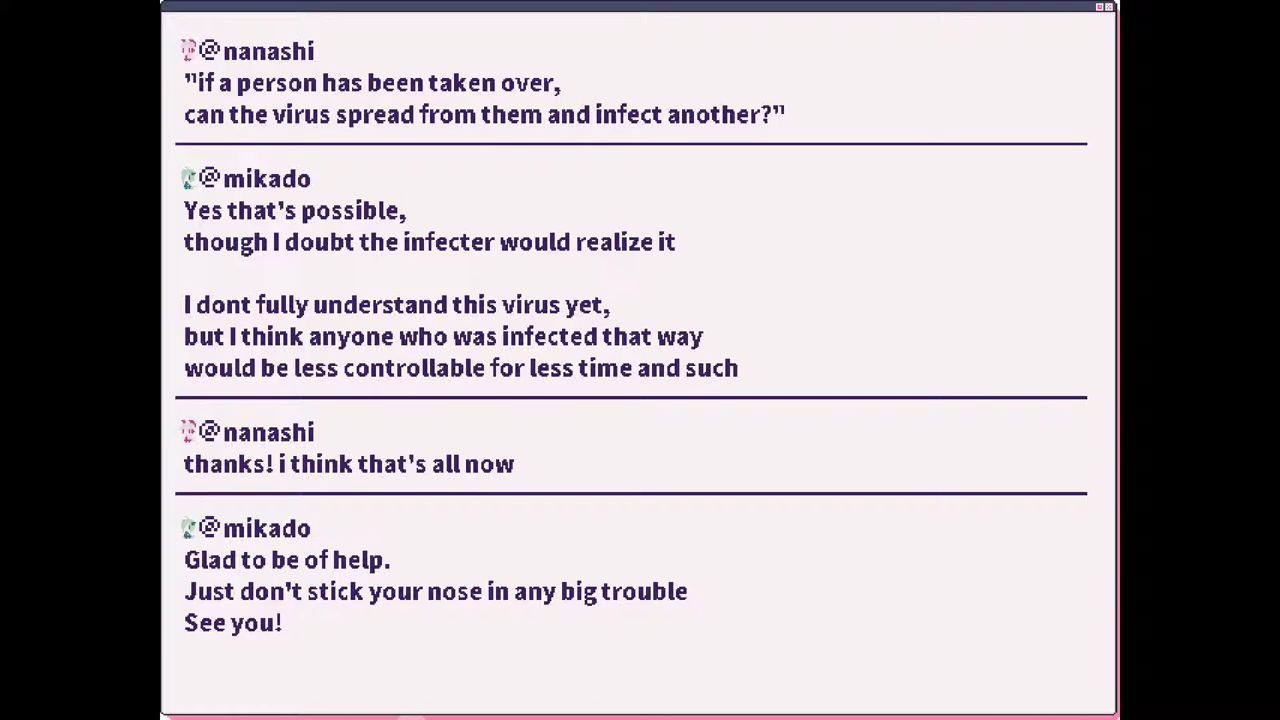 @nanashi
"if a person has been taken over,
can the virus spread from them and infect another?"
@mikado
Yes that's possible,
though I doubt the infecter would realize it
I dont fully understand this virus yet,
but I think anyone who was infected that way
would be less controllable for less time and such
@nanashi
thanks! i think that's all now
@mikado
Glad to be of help.
Just don't stick your nose in any big trouble
See you!